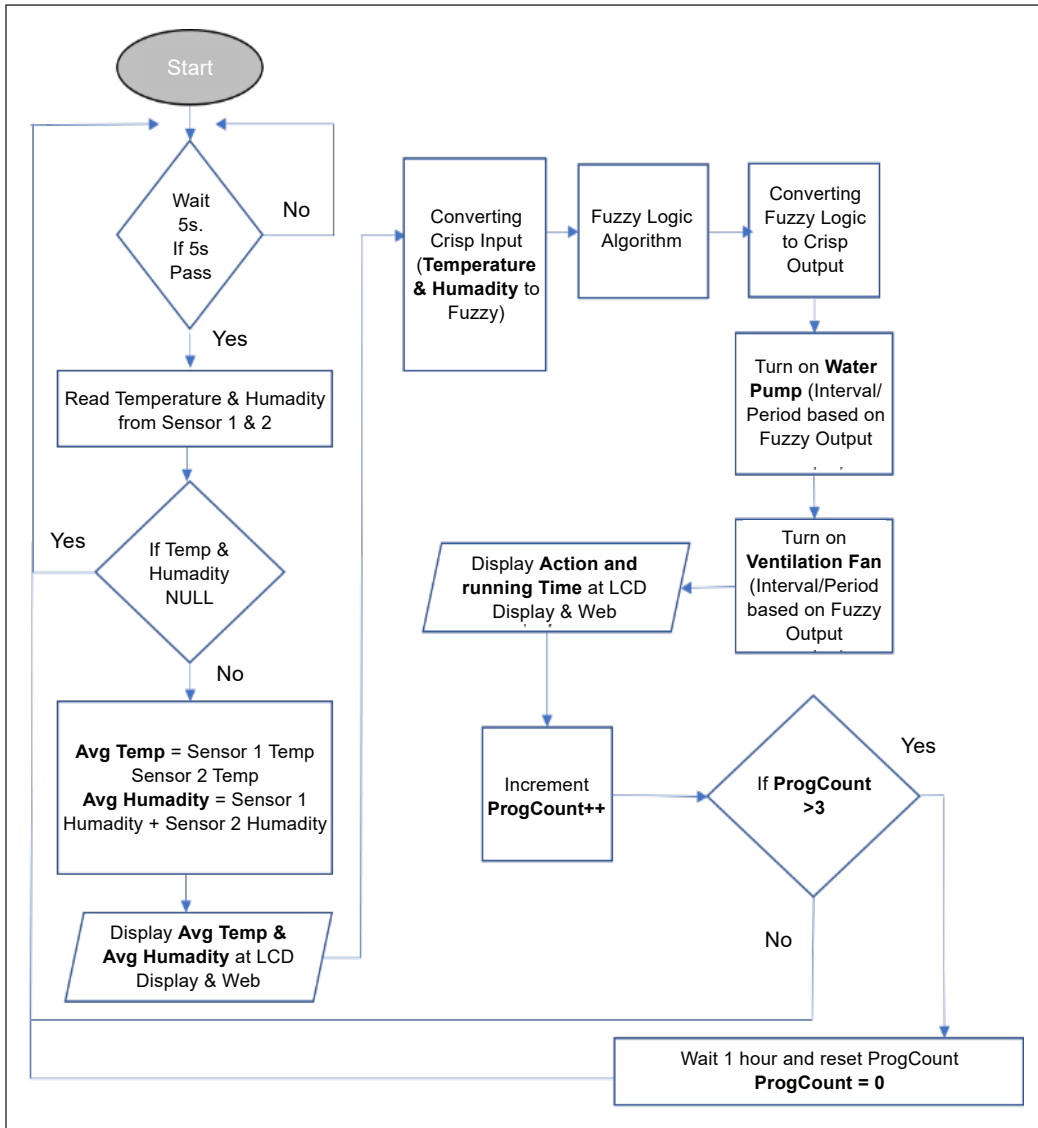 Start
Wait
5s.
If 5s
Pass
No
Yes
Read Temperature & Humadity
from Sensor 1 & 2
If Temp &
Humadity
NULL
Yes
No
Avg Temp = Sensor 1 Temp
Sensor 2 Temp
Avg Humadity = Sensor 1
Humadity + Sensor 2 Humadity
Display Avg Temp &
Avg Humadity at LCD
Display & Web
Converting
Crisp Input
(Temperature
& Humadity to
Fuzzy)
Fuzzy Logic
Algorithm
Converting
Fuzzy Logic
to Crisp
Output
Turn on Water
Pump (Interval/
Period based on
Fuzzy Output
Turn on
Ventilation Fan
(Interval/Period
based on Fuzzy
Output
Display Action and
running Time at LCD
Display & Web
Increment
ProgCount++
If ProgCount
>3
Yes
No
Wait 1 hour and reset ProgCount
ProgCount = 0